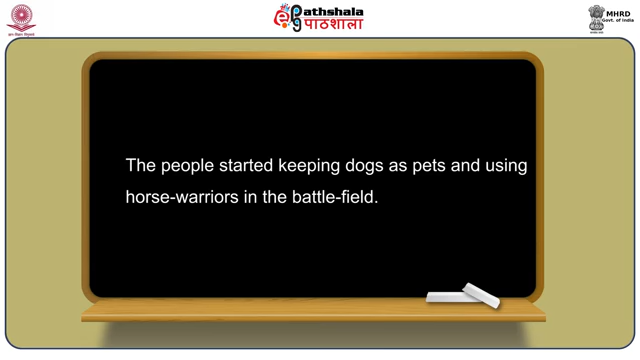 ePathshala
पाठशाला
MHRD
Govt. of India
The people started keeping dogs as pets and using
horse-warriors in the battle-field.